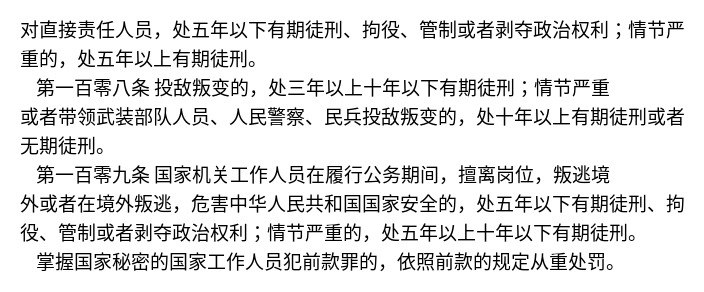 对直接责任人员，处五年以下有期徒刑、拘役、管制或者剥夺政治权利；情节严
重的，处五年以上有期徒刑。
第一百零八条 投敌叛变的，处三年以上十年以下有期徒刑；情节严重
或者带领武装部队人员、人民警察、民兵投敌叛变的，处十年以上有期徒刑或者
无期徒刑。
第一百零九条 国家机关工作人员在履行公务期间，擅离岗位，叛逃境
外或者在境外叛逃，危害中华人民共和国国家安全的，处五年以下有期徒刑、拘
役、管制或者剥夺政治权利；情节严重的，处五年以上十年以下有期徒刑。
掌握国家秘密的国家工作人员犯前款罪的，依照前款的规定从重处罚。